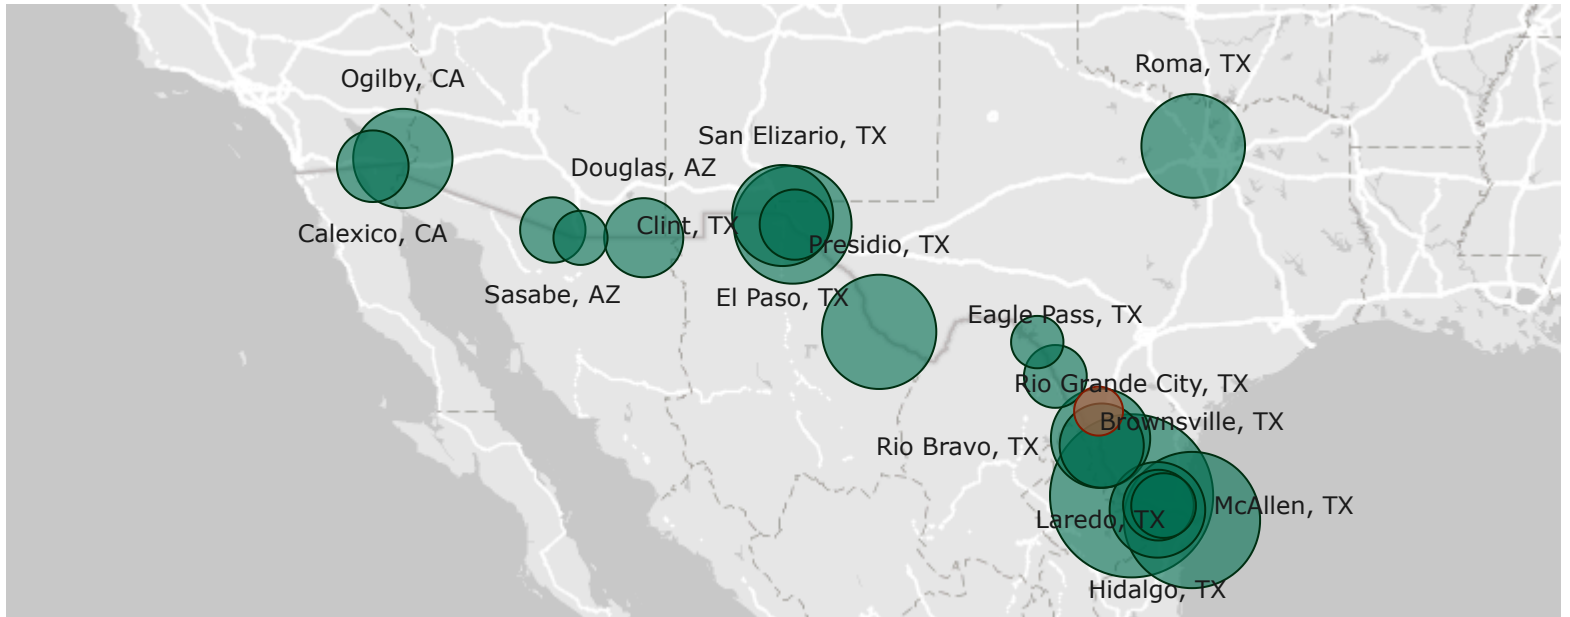 Roma, TX
Ogilby, CA
San Elizario, TX
Douglas, AZ
Clint, TX
Calexico, CA
Presidio, TX
Sasabe, AZ
El Paso, TX
Eagle Pass, TX
Rio Grande City, TX
Brownsville, TX
Rio Bravo, TX
McAllen, TX
Laredo, TX
Hidalgo, TX